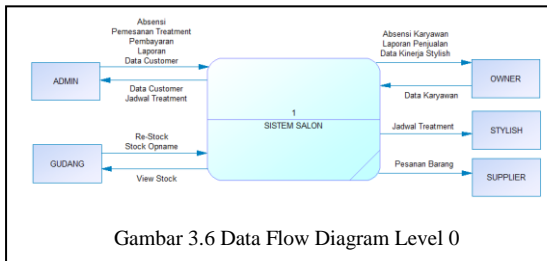 Absensi
Pemesanan Treatment
Pembayaran
Laporan
Data Customer
ADMIN
Data Customer
Jadwal Treatment
Re-Stock
Stock Opname
GUDANG
View Stock
1
SISTEM SALON
Absensi Karyawan
Laporan Penjualan
Data Kinerja Stylish
OWNER
Data Karyawan
Jadwal Treatment
STYLISH
Pesanan Barang
SUPPLIER
Gambar 3.6 Data Flow Diagram Level 0